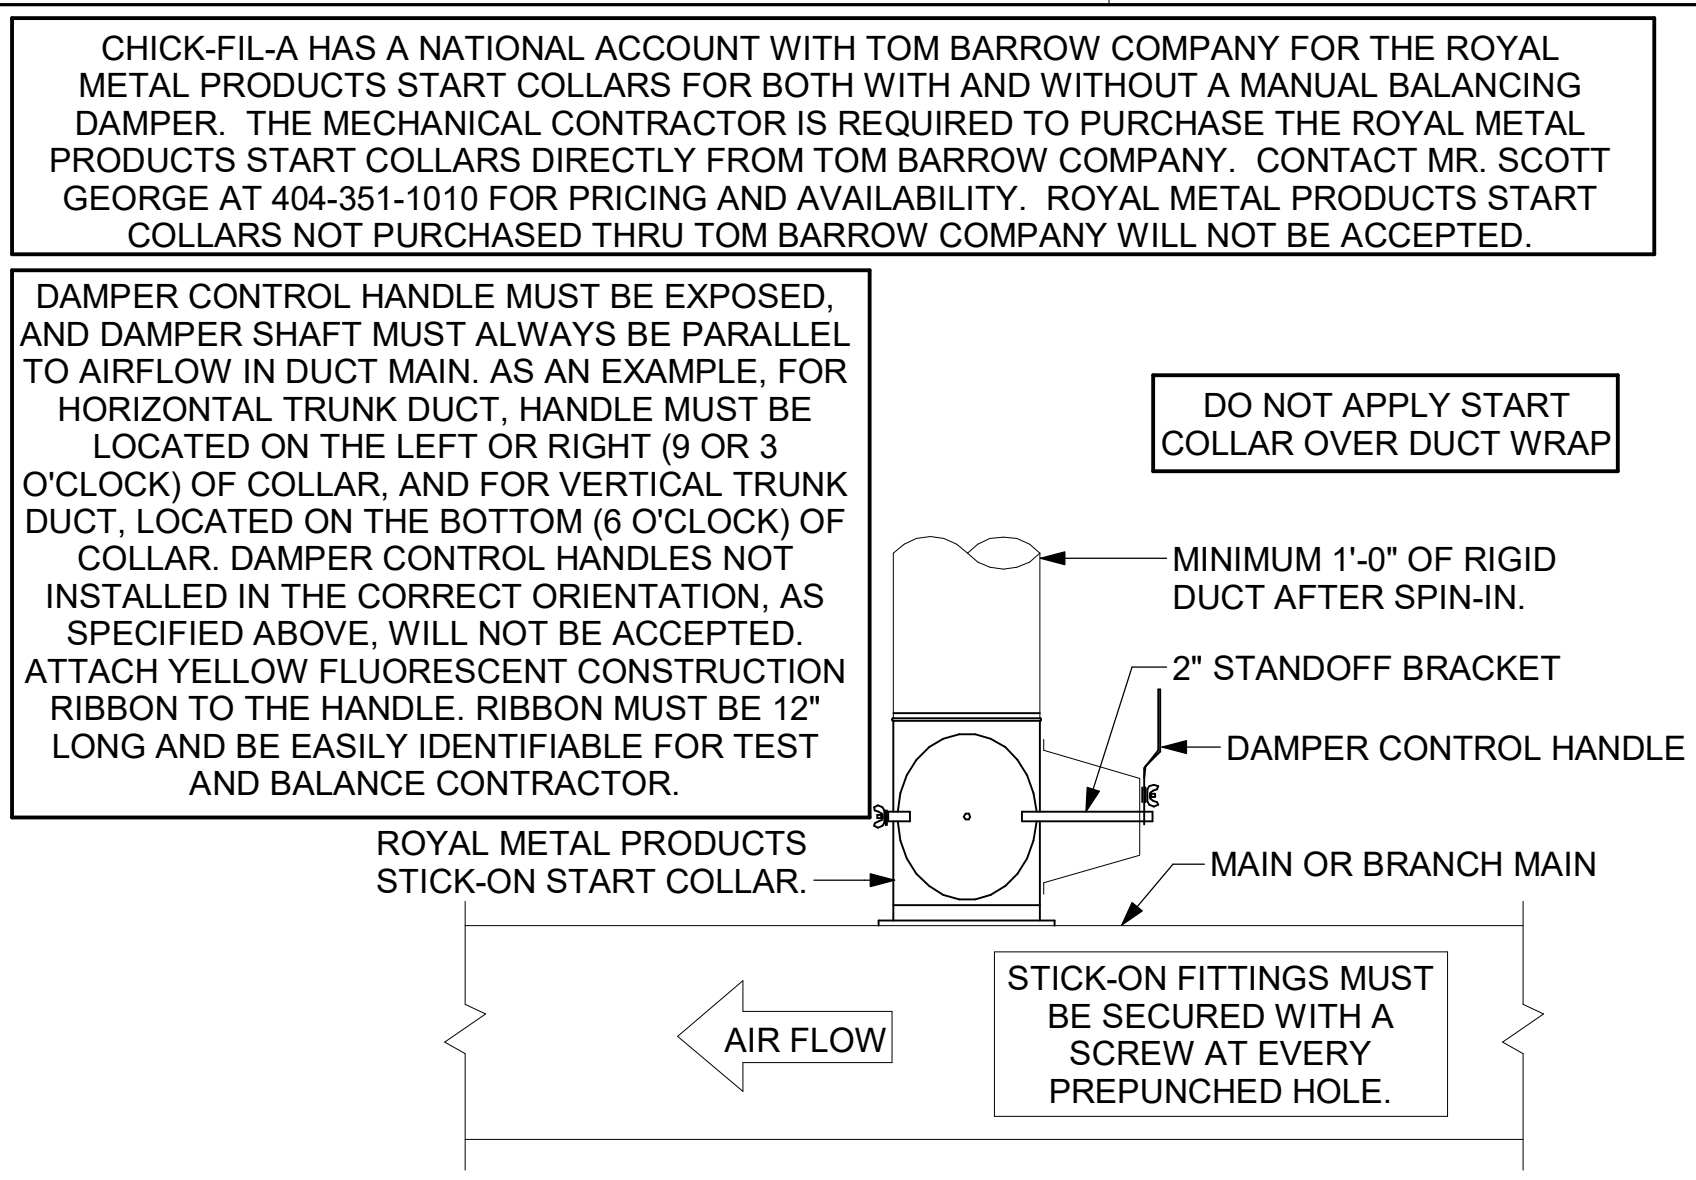 CHICK-FIL-A HAS A NATIONAL ACCOUNT WITH TOM BARROW COMPANY FOR THE ROYAL
METAL PRODUCTS START COLLARS FOR BOTH WITH AND WITHOUT A MANUAL BALANCING
DAMPER. THE MECHANICAL CONTRACTOR IS REQUIRED TO PURCHASE THE ROYAL METAL
PRODUCTS START COLLARS DIRECTLY FROM TOM BARROW COMPANY. CONTACT MR. SCOTT
GEORGE AT 404-351-1010 FOR PRICING AND AVAILABILITY. ROYAL METAL PRODUCTS START
COLLARS NOT PURCHASED THRU TOM BARROW COMPANY WILL NOT BE ACCEPTED.
DAMPER CONTROL HANDLE MUST BE EXPOSED,
AND DAMPER SHAFT MUST ALWAYS BE PARALLEL
TO AIRFLOW IN DUCT MAIN. AS AN EXAMPLE, FOR
HORIZONTAL TRUNK DUCT, HANDLE MUST BE
LOCATED ON THE LEFT OR RIGHT (9 OR 3
O'CLOCK) OF COLLAR, AND FOR VERTICAL TRUNK
DUCT, LOCATED ON THE BOTTOM (6 O'CLOCK) OF
COLLAR. DAMPER CONTROL HANDLES NOT
INSTALLED IN THE CORRECT ORIENTATION, AS
SPECIFIED ABOVE, WILL NOT BE ACCEPTED.
ATTACH YELLOW FLUORESCENT CONSTRUCTION
RIBBON TO THE HANDLE. RIBBON MUST BE 12"
LONG AND BE EASILY IDENTIFIABLE FOR TEST
AND BALANCE CONTRACTOR.
DO NOT APPLY START
COLLAR OVER DUCT WRAP
MINIMUM 1'-0" OF RIGID
DUCT AFTER SPIN-IN.
2" STANDOFF BRACKET
DAMPER CONTROL HANDLE
ROYAL METAL PRODUCTS
STICK-ON START COLLAR.
MAIN OR BRANCH MAIN
STICK-ON FITTINGS MUST
BE SECURED WITH A
SCREW AT EVERY
PREPUNCHED HOLE.
AIR FLOW